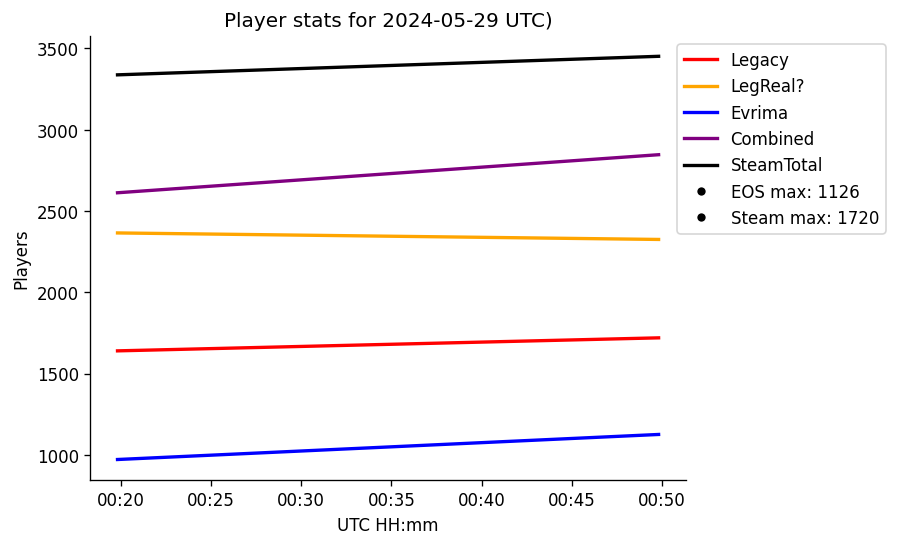 Player stats for 2024-05-29 UTC)
3500
3000
2500
2000
1500
1000
Players
00:20 00:25 00:30 00:35 00:40 00:45 00:50
UTC HH:mm
Legacy
LegReal?
Evrima
Combined
SteamTotal
EOS max: 1126
Steam max: 1720